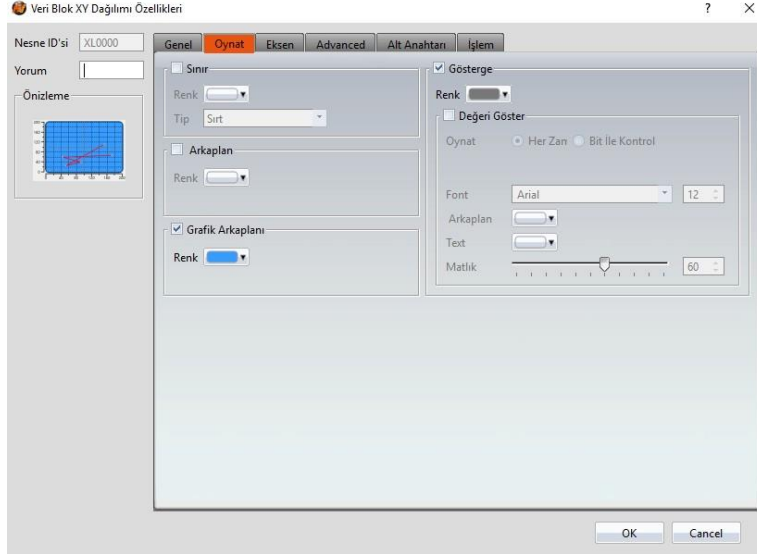 Veri Blok XY Dağılımı Özellikleri
Nesne ID'si XL0000
Yorum
Önizleme
Genel Oynat Eksen Advanced Alt Anahtarı İşlem
Sınır
Renk
Tip Sırt
Arkaplan
Renk
Grafik Arkaplanı
Renk
Gösterge
Renk
Değeri Göster
Oynat Her Zan Bit İle Kontrol
Font Arial 12
Arkaplan
Text
Matlık 60
OK Cancel